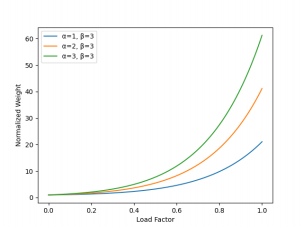 α=1, β=3
α=2, β=3
α=3, β=3
60
50
40
30
20
10
0
Normalized Weight
0.0 0.2 0.4 0.6 0.8 1.0
Load Factor